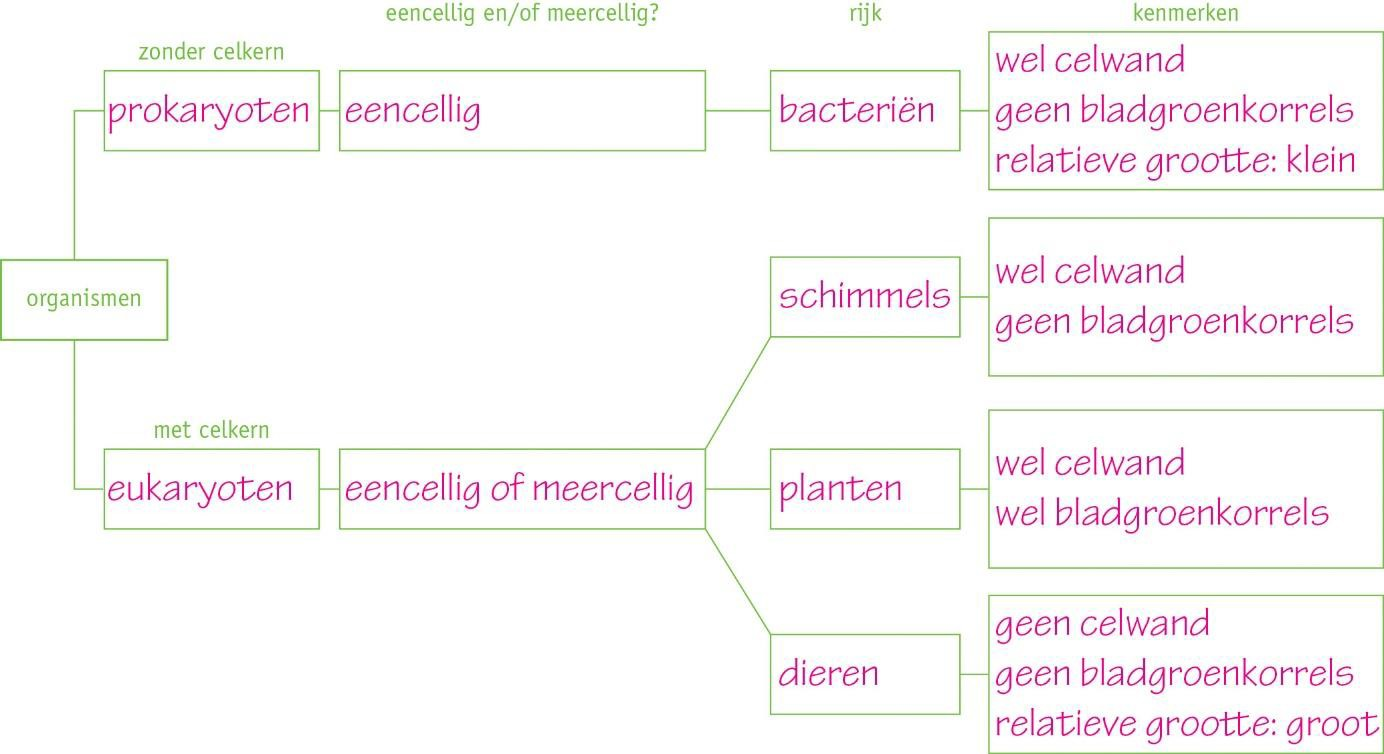 eencellig en/of meercellig?
rijk
kenmerken
zonder celkern
prokaryoten
eencellig
bacteriën
wel celwand
geen bladgroenkorrels
relatieve grootte: klein
organismen
schimmels
wel celwand
geen bladgroenkorrels
met celkern
eukaryoten
eencellig of meercellig
planten
wel celwand
wel bladgroenkorrels
dieren
geen celwand
geen bladgroenkorrels
relatieve grootte: groot